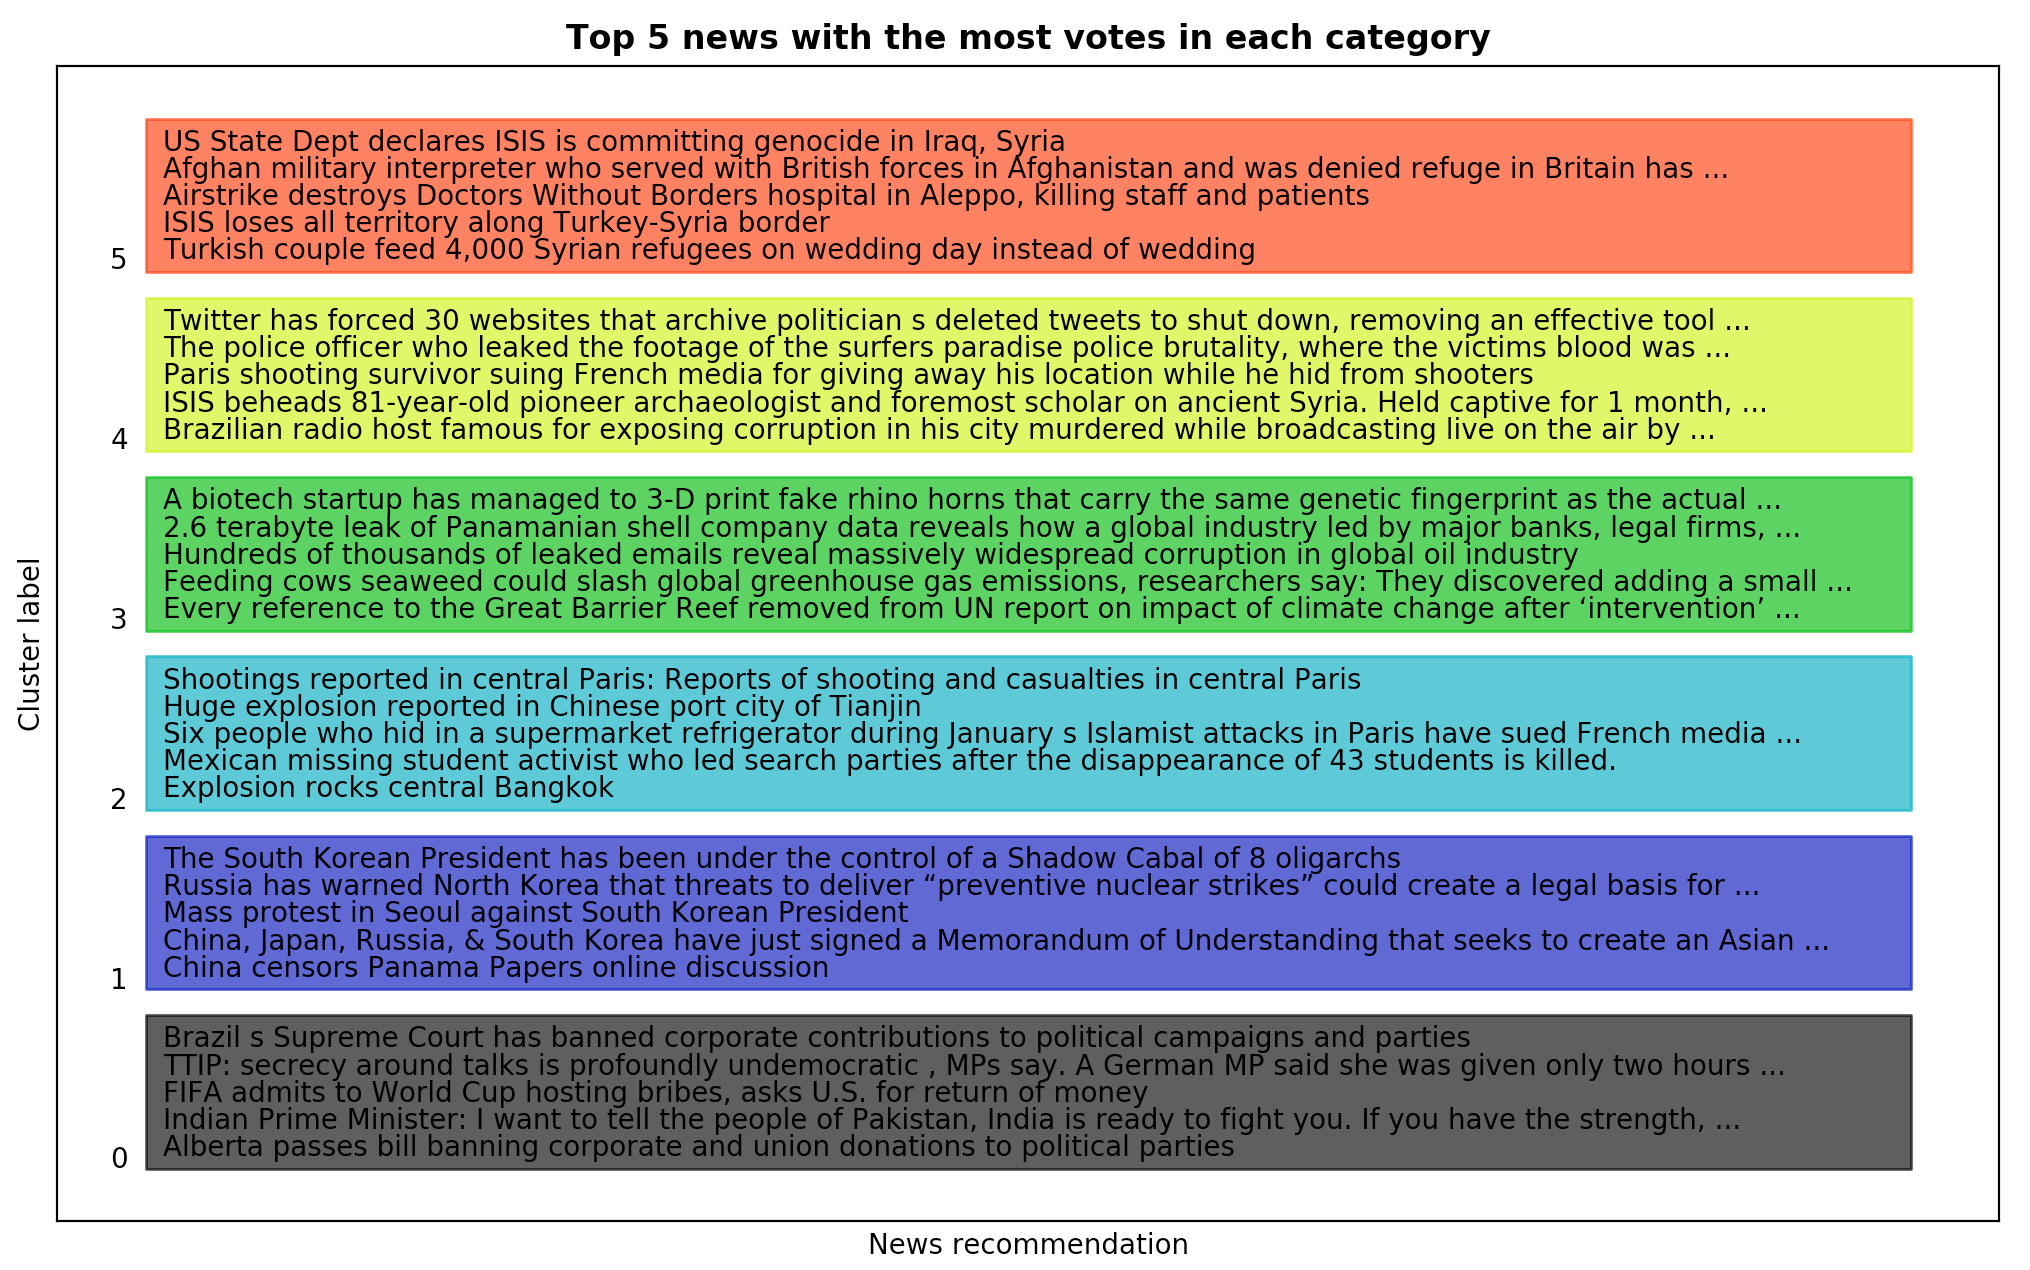 Top 5 news with the most votes in each category
US State Dept declares ISIS is committing genocide in Iraq, Syria
Afghan military interpreter who served with British forces in Afghanistan and was denied refuge in Britain has ...
Airstrike destroys Doctors Without Borders hospital in Aleppo, killing staff and patients
ISIS loses all territory along Turkey-Syria border
Turkish couple feed 4,000 Syrian refugees on wedding day instead of wedding
5
Twitter has forced 30 websites that archive politician s deleted tweets to shut down, removing an effective tool ...
The police officer who leaked the footage of the surfers paradise police brutality, where the victims blood was ...
Paris shooting survivor suing French media for giving away his location while he hid from shooters
ISIS beheads 81-year-old pioneer archaeologist and foremost scholar on ancient Syria. Held captive for 1 month, ...
Brazilian radio host famous for exposing corruption in his city murdered while broadcasting live on the air by ...
4
A biotech startup has managed to 3-D print fake rhino horns that carry the same genetic fingerprint as the actual ...
2.6 terabyte leak of Panamanian shell company data reveals how a global industry led by major banks, legal firms, ...
Hundreds of thousands of leaked emails reveal massively widespread corruption in global oil industry
Feeding cows seaweed could slash global greenhouse gas emissions, researchers say: They discovered adding a small ...
Every reference to the Great Barrier Reef removed from UN report on impact of climate change after ‘intervention’ ...
3
Shootings reported in central Paris: Reports of shooting and casualties in central Paris
Huge explosion reported in Chinese port city of Tianjin
Six people who hid in a supermarket refrigerator during January s Islamist attacks in Paris have sued French media ...
Mexican missing student activist who led search parties after the disappearance of 43 students is killed.
Explosion rocks central Bangkok
2
The South Korean President has been under the control of a Shadow Cabal of 8 oligarchs
Russia has warned North Korea that threats to deliver “preventive nuclear strikes” could create a legal basis for ...
Mass protest in Seoul against South Korean President
China, Japan, Russia, & South Korea have just signed a Memorandum of Understanding that seeks to create an Asian ...
China censors Panama Papers online discussion
1
Brazil s Supreme Court has banned corporate contributions to political campaigns and parties
TTIP: secrecy around talks is profoundly undemocratic , MPs say. A German MP said she was given only two hours ...
FIFA admits to World Cup hosting bribes, asks U.S. for return of money
Indian Prime Minister: I want to tell the people of Pakistan, India is ready to fight you. If you have the strength, ...
Alberta passes bill banning corporate and union donations to political parties
0
Cluster label
News recommendation